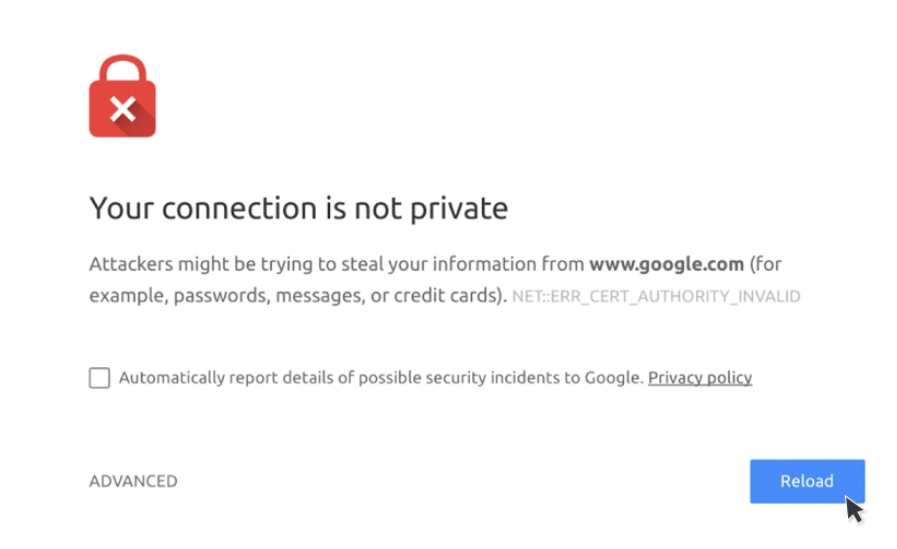 Your connection is not private
Attackers might be trying to steal your information from www.google.com (for
example, passwords, messages, or credit cards). NET::ERR_CERT_AUTHORITY_INVALID
Automatically report details of possible security incidents to Google. Privacy policy
ADVANCED
Reload